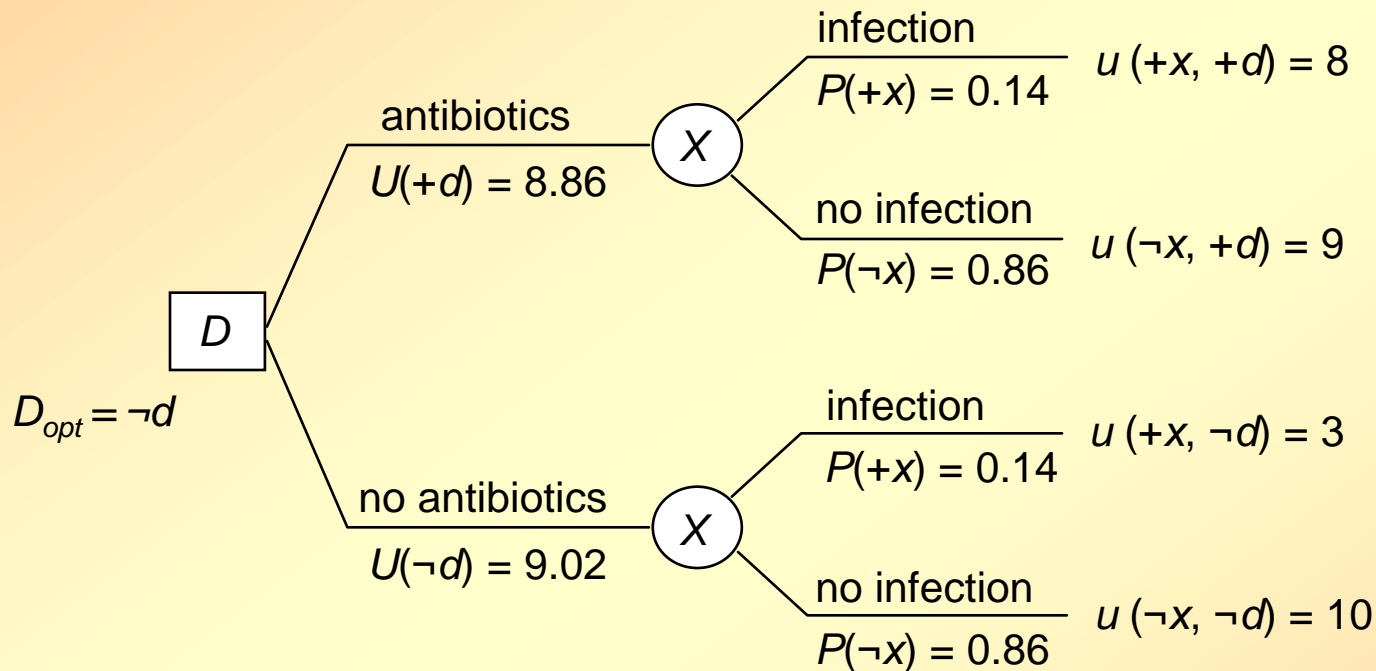 infection
P(+x) = 0.14
u (+x, +d) = 8
antibiotics
U(+d) = 8.86
X
no infection
P(¬x) = 0.86
u (¬x, +d) = 9
D
D_opt = ¬d
infection
P(+x) = 0.14
u (+x, ¬d) = 3
no antibiotics
U(¬d) = 9.02
X
no infection
P(¬x) = 0.86
u (¬x, ¬d) = 10